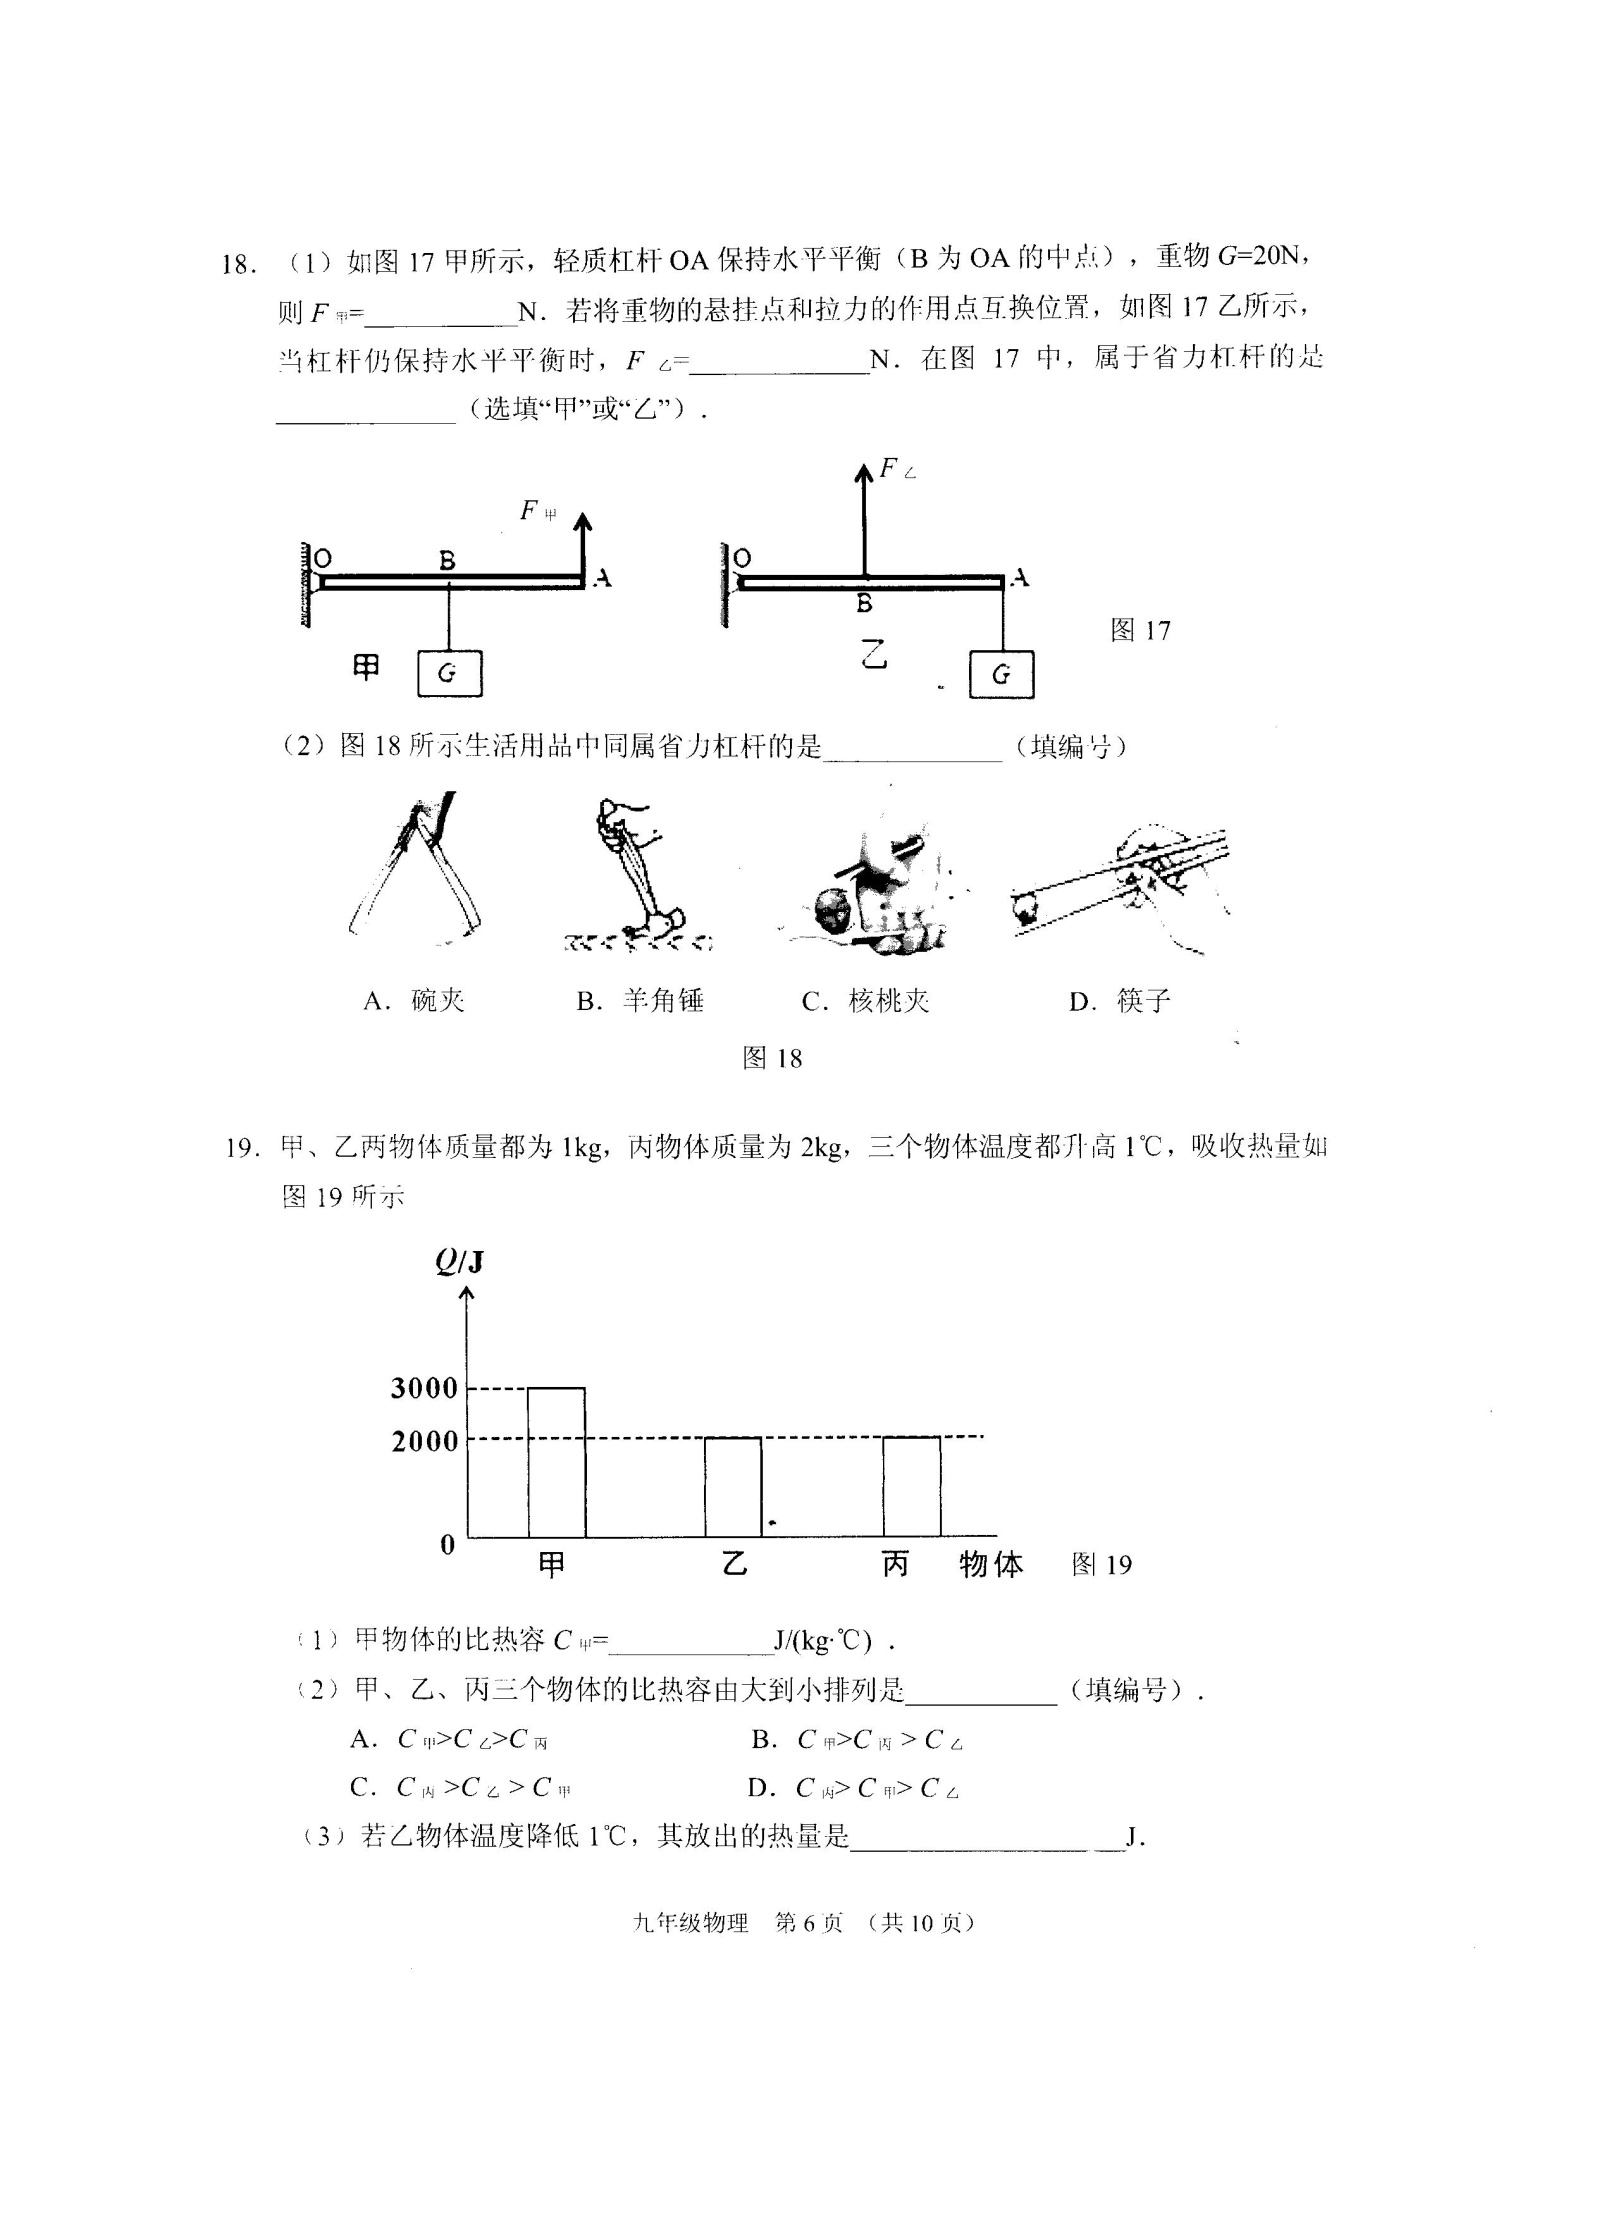 18. （1）如图 17 甲所示，轻质杠杆 OA 保持水平平衡（B 为 OA 的中点），重物 G=20N，
则 F 甲=__________N．若将重物的悬挂点和拉力的作用点互换位置，如图 17 乙所示，
当杠杆仍保持水平平衡时，F 乙=____________N．在图 17 中，属于省力杠杆的是
____________（选填“甲”或“乙”）．
F 乙
F 甲
O B A
O A
B
图 17
甲 G
乙 G
（2）图 18 所示生活用品中同属省力杠杆的是____________（填编号）
A．碗夹 B．羊角锤 C．核桃夹 D．筷子
图 18
19. 甲、乙两物体质量都为 1kg，丙物体质量为 2kg，三个物体温度都升高 1℃，吸收热量如
图 19 所示
Q/J
3000
2000
0
甲 乙 丙 物体 图 19
（1）甲物体的比热容 C 甲=___________J/(kg·℃)．
（2）甲、乙、丙三个物体的比热容由大到小排列是__________（填编号）．
A．C 甲>C 乙>C 丙 B．C 甲>C 丙 > C 乙
C．C 丙 >C 乙 > C 甲 D．C 丙> C 甲> C 乙
（3）若乙物体温度降低 1℃，其放出的热量是__________________J.
九年级物理 第 6 页 （共 10 页）